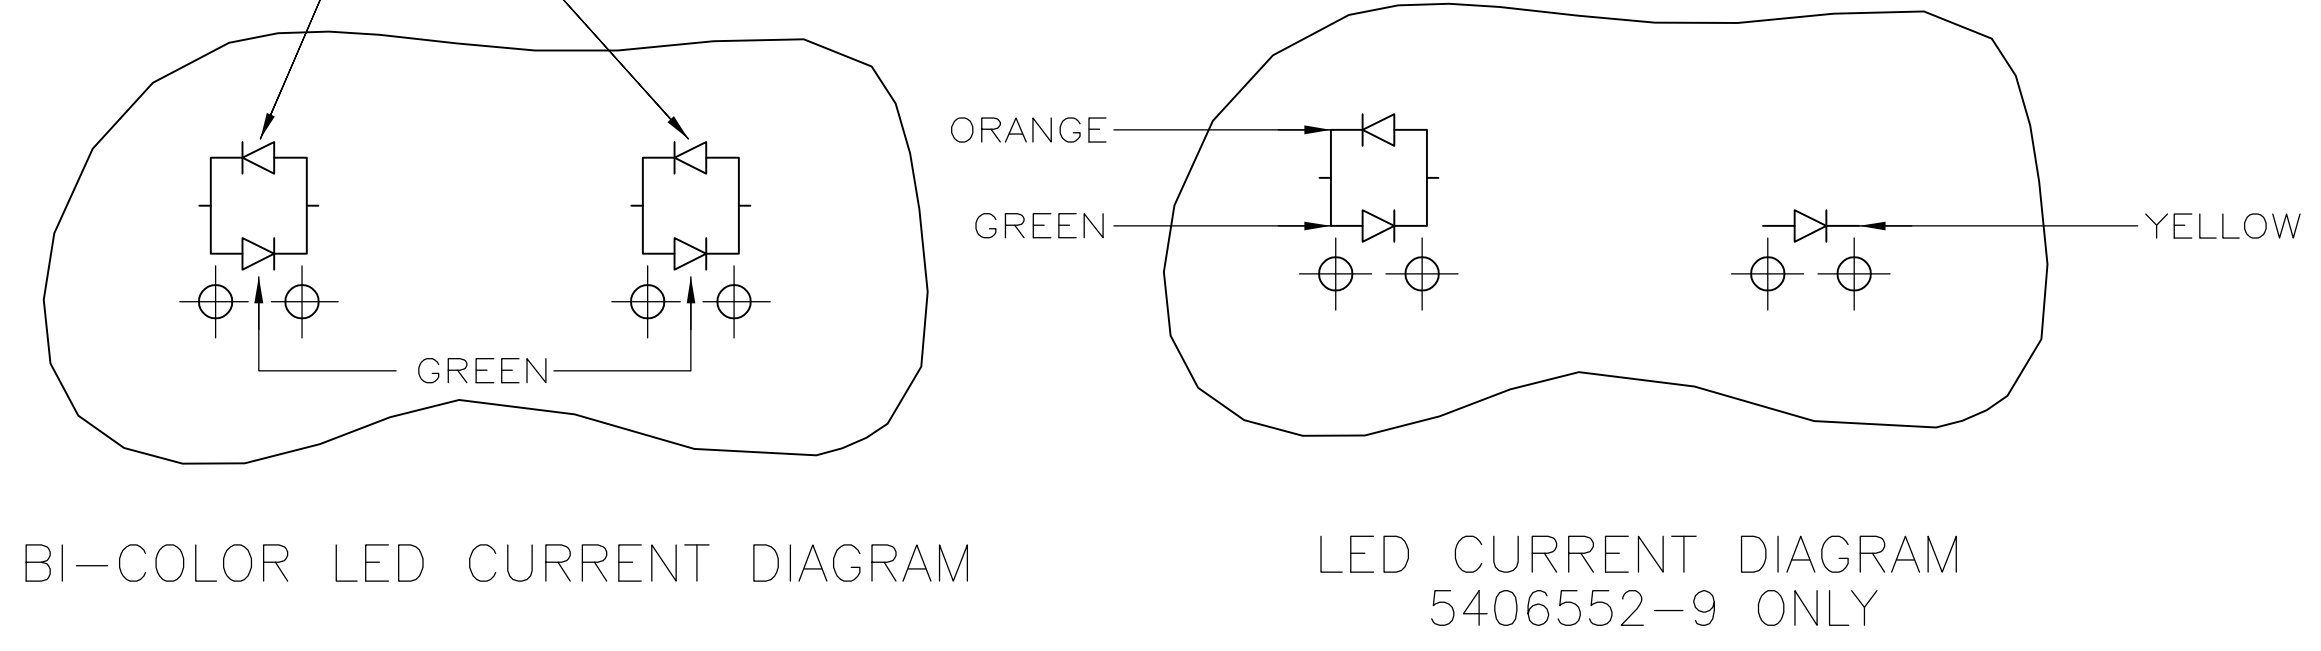 ORANGE
GREEN
YELLOW
GREEN
BI-COLOR LED CURRENT DIAGRAM
LED CURRENT DIAGRAM
5406552-9 ONLY